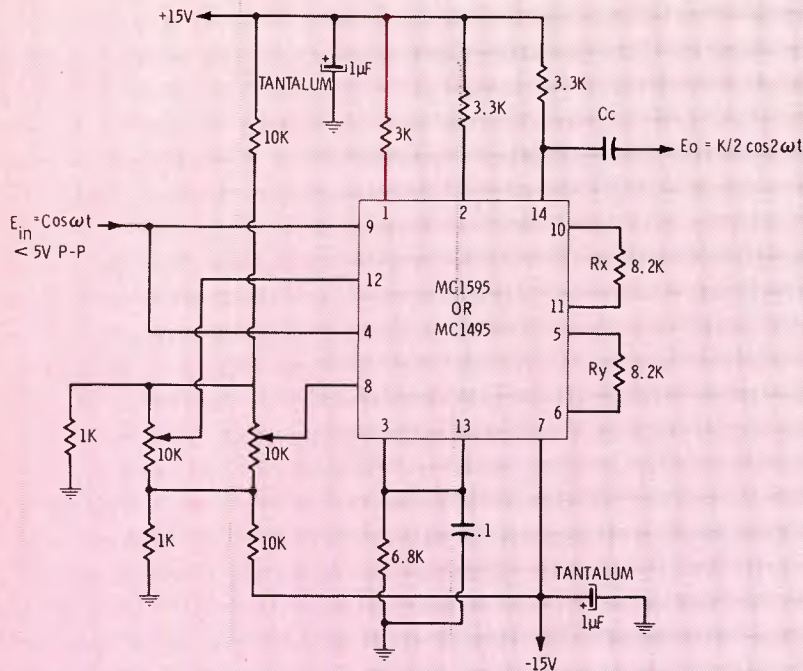 +15V
TANTALUM
+
1μF
10K
3K
3.3K
3.3K
Cc
Eo = K/2 cos2ωt
Ein = Cosωt
< 5V P-P
1
2
14
9
12
4
8
10
11
5
6
3
13
7
MC1595
OR
MC1495
Rx
8.2K
Ry
8.2K
1K
10K
10K
1K
10K
6.8K
.1
TANTALUM
+
1μF
-15V